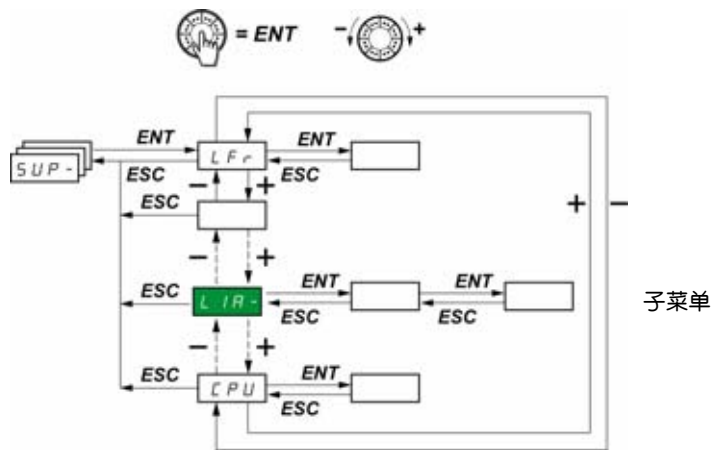 = ENT - +
ENT ENT
SUP- LFr
ESC ESC
- +
ESC
+ -
- +
ESC ENT ENT
LIA- 子菜单
ESC ESC
- +
ESC ENT
CPU
ESC